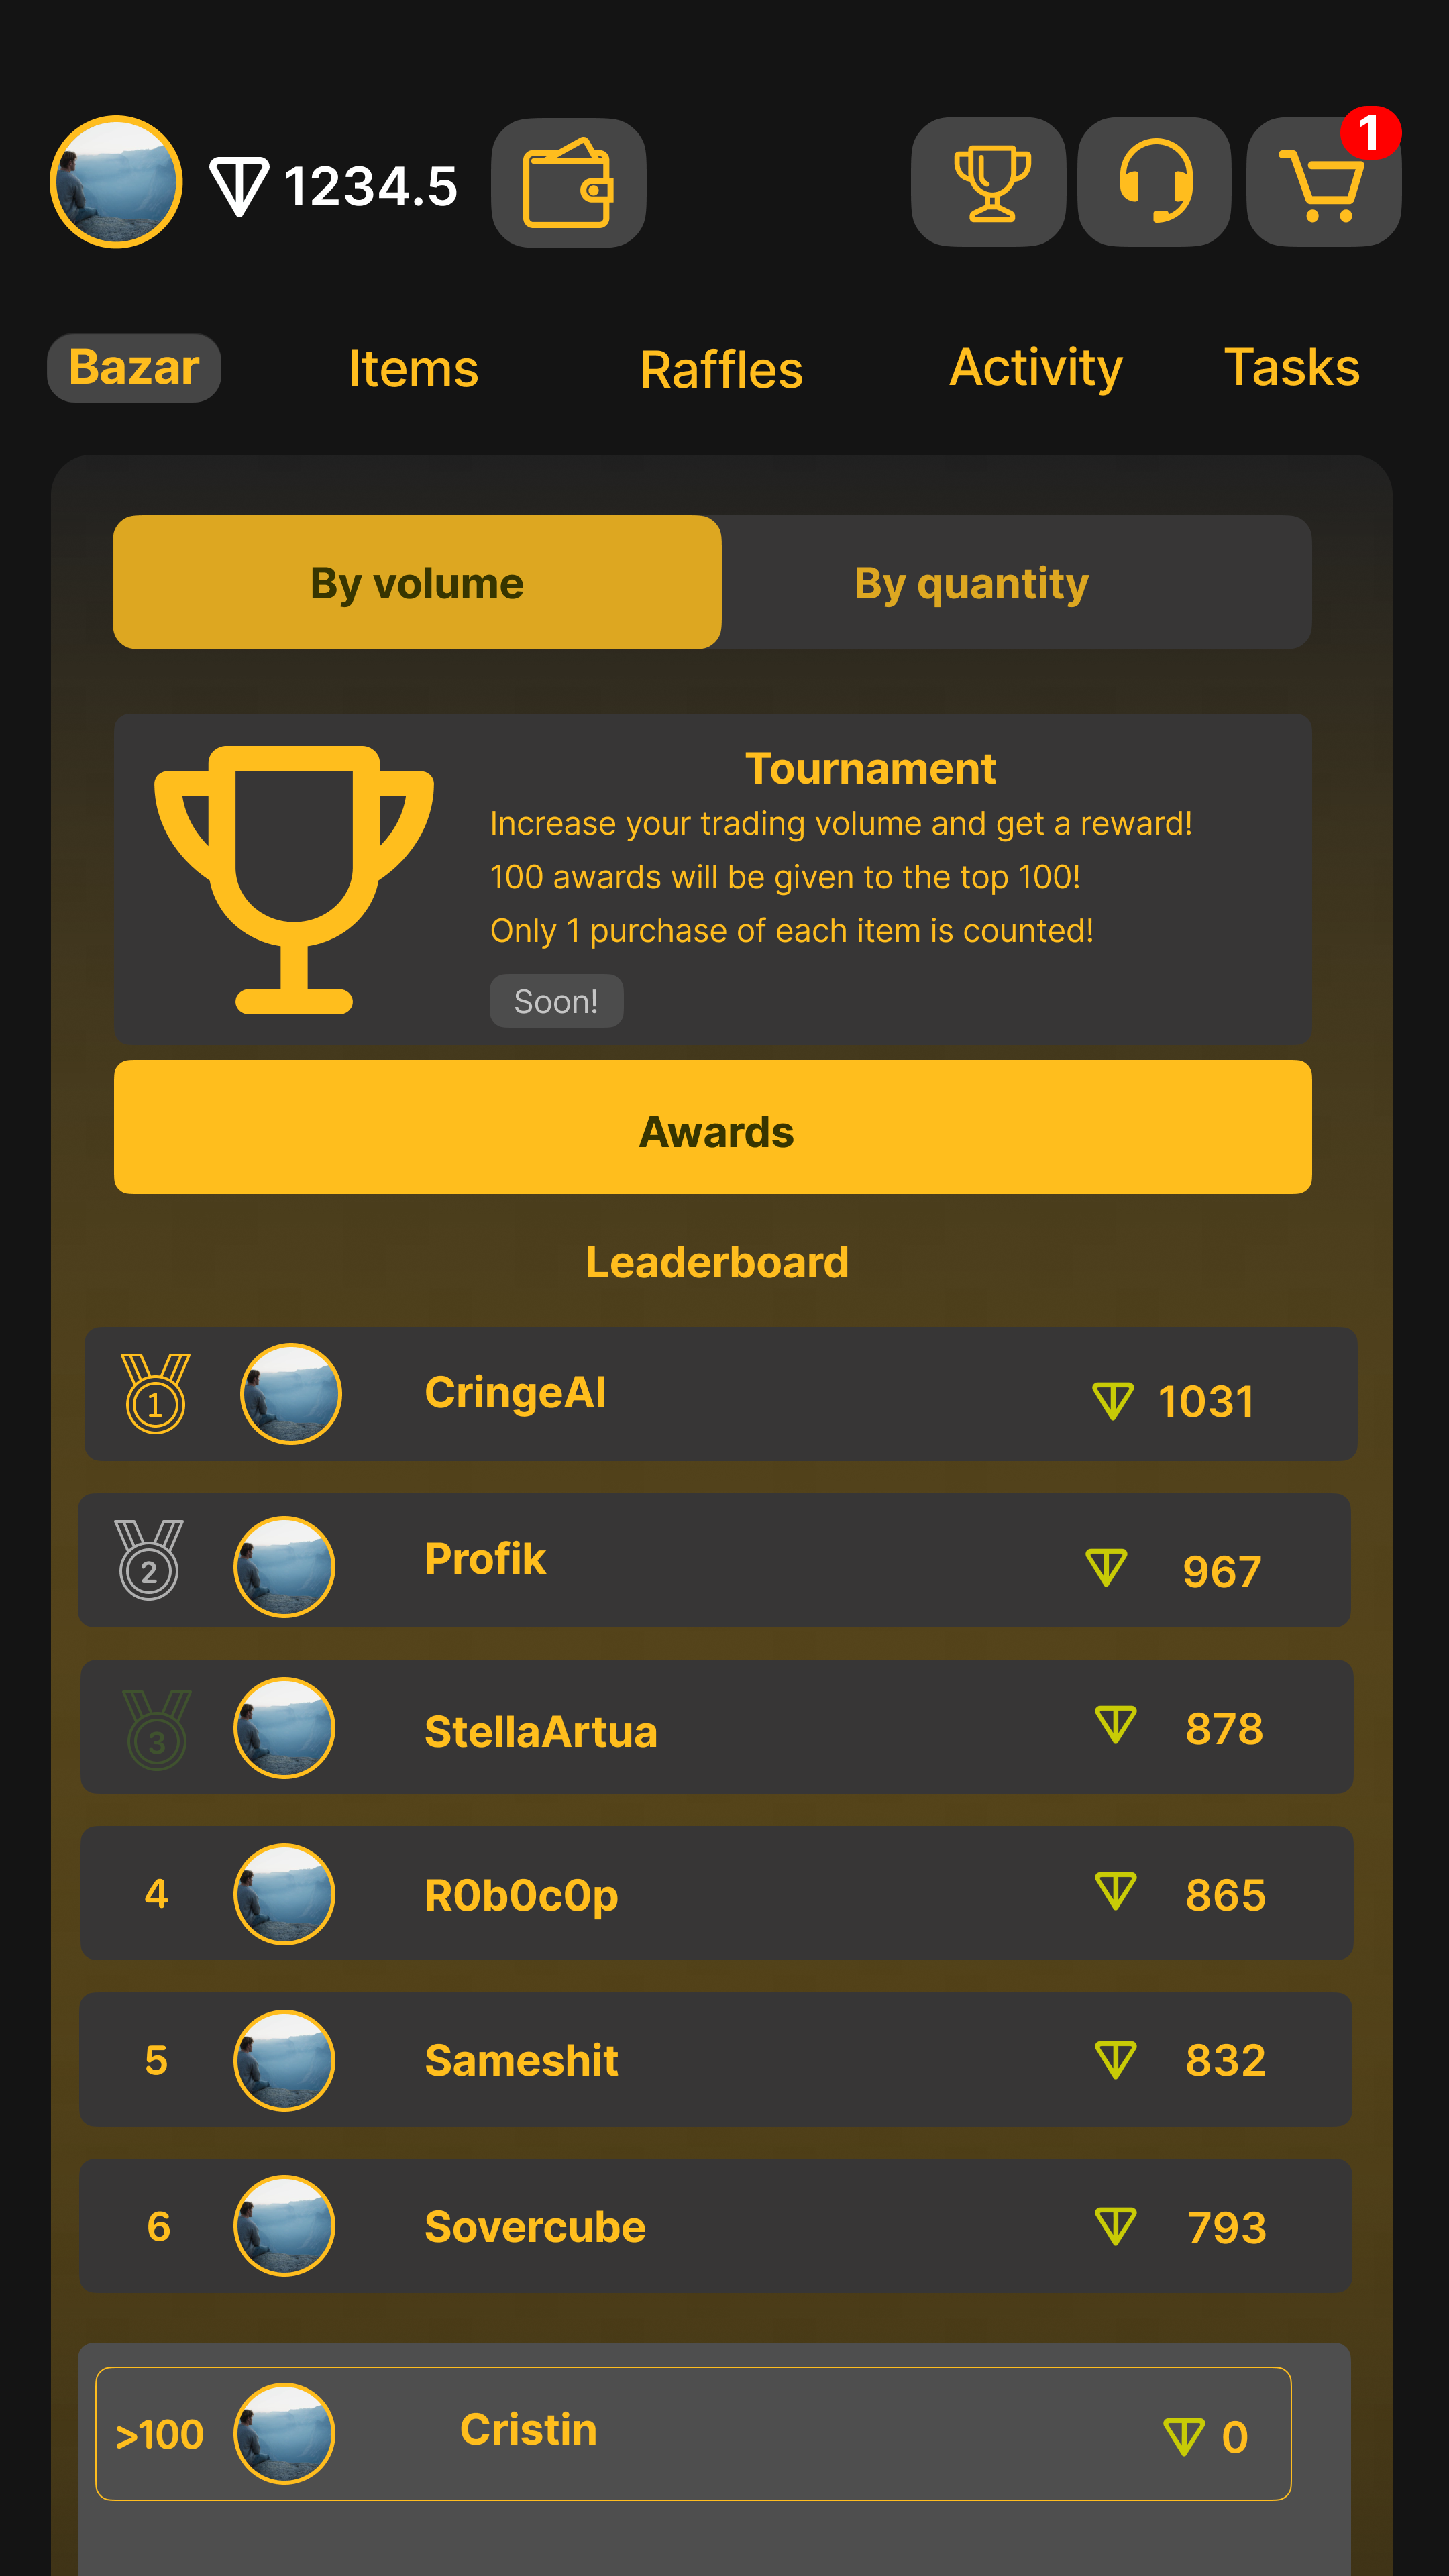 1234.5
1
Bazar Items Raffles Activity Tasks
By volume By quantity
Tournament
Increase your trading volume and get a reward!
100 awards will be given to the top 100!
Only 1 purchase of each item is counted!
Soon!
Awards
Leaderboard
1 CringeAI 1031
2 Profik 967
3 StellaArtua 878
4 R0b0c0p 865
5 Sameshit 832
6 Sovercube 793
>100 Cristin 0